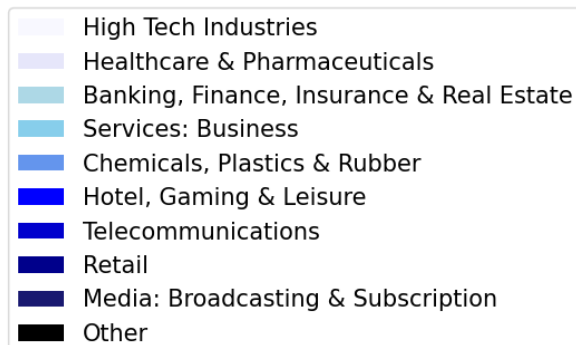 High Tech Industries
Healthcare & Pharmaceuticals
Banking, Finance, Insurance & Real Estate
Services: Business
Chemicals, Plastics & Rubber
Hotel, Gaming & Leisure
Telecommunications
Retail
Media: Broadcasting & Subscription
Other